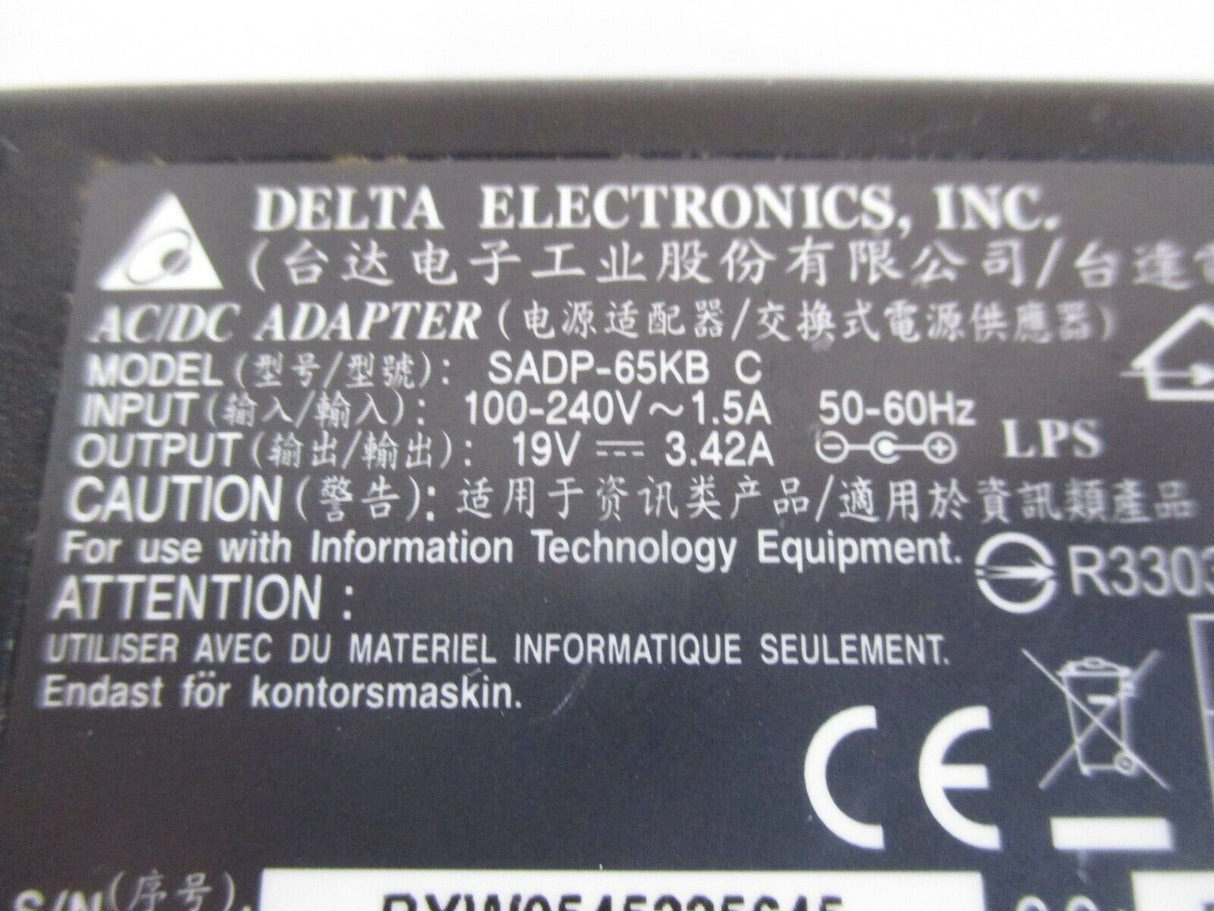 DELTA ELECTRONICS, INC.
(台达电子工业股份有限公司/台達
AC/DC ADAPTER (电源适配器/交換式電源供應器)
MODEL (型号/型號): SADP-65KB C
INPUT (输入/輸入): 100-240V~1.5A 50-60Hz
OUTPUT (输出/輸出): 19V ⎓ 3.42A LPS
CAUTION (警告): 适用于资讯类产品/適用於資訊類產品
For use with Information Technology Equipment.
R3303
ATTENTION :
UTILISER AVEC DU MATERIEL INFORMATIQUE SEULEMENT.
Endast för kontorsmaskin.
CE
S/N(序号).